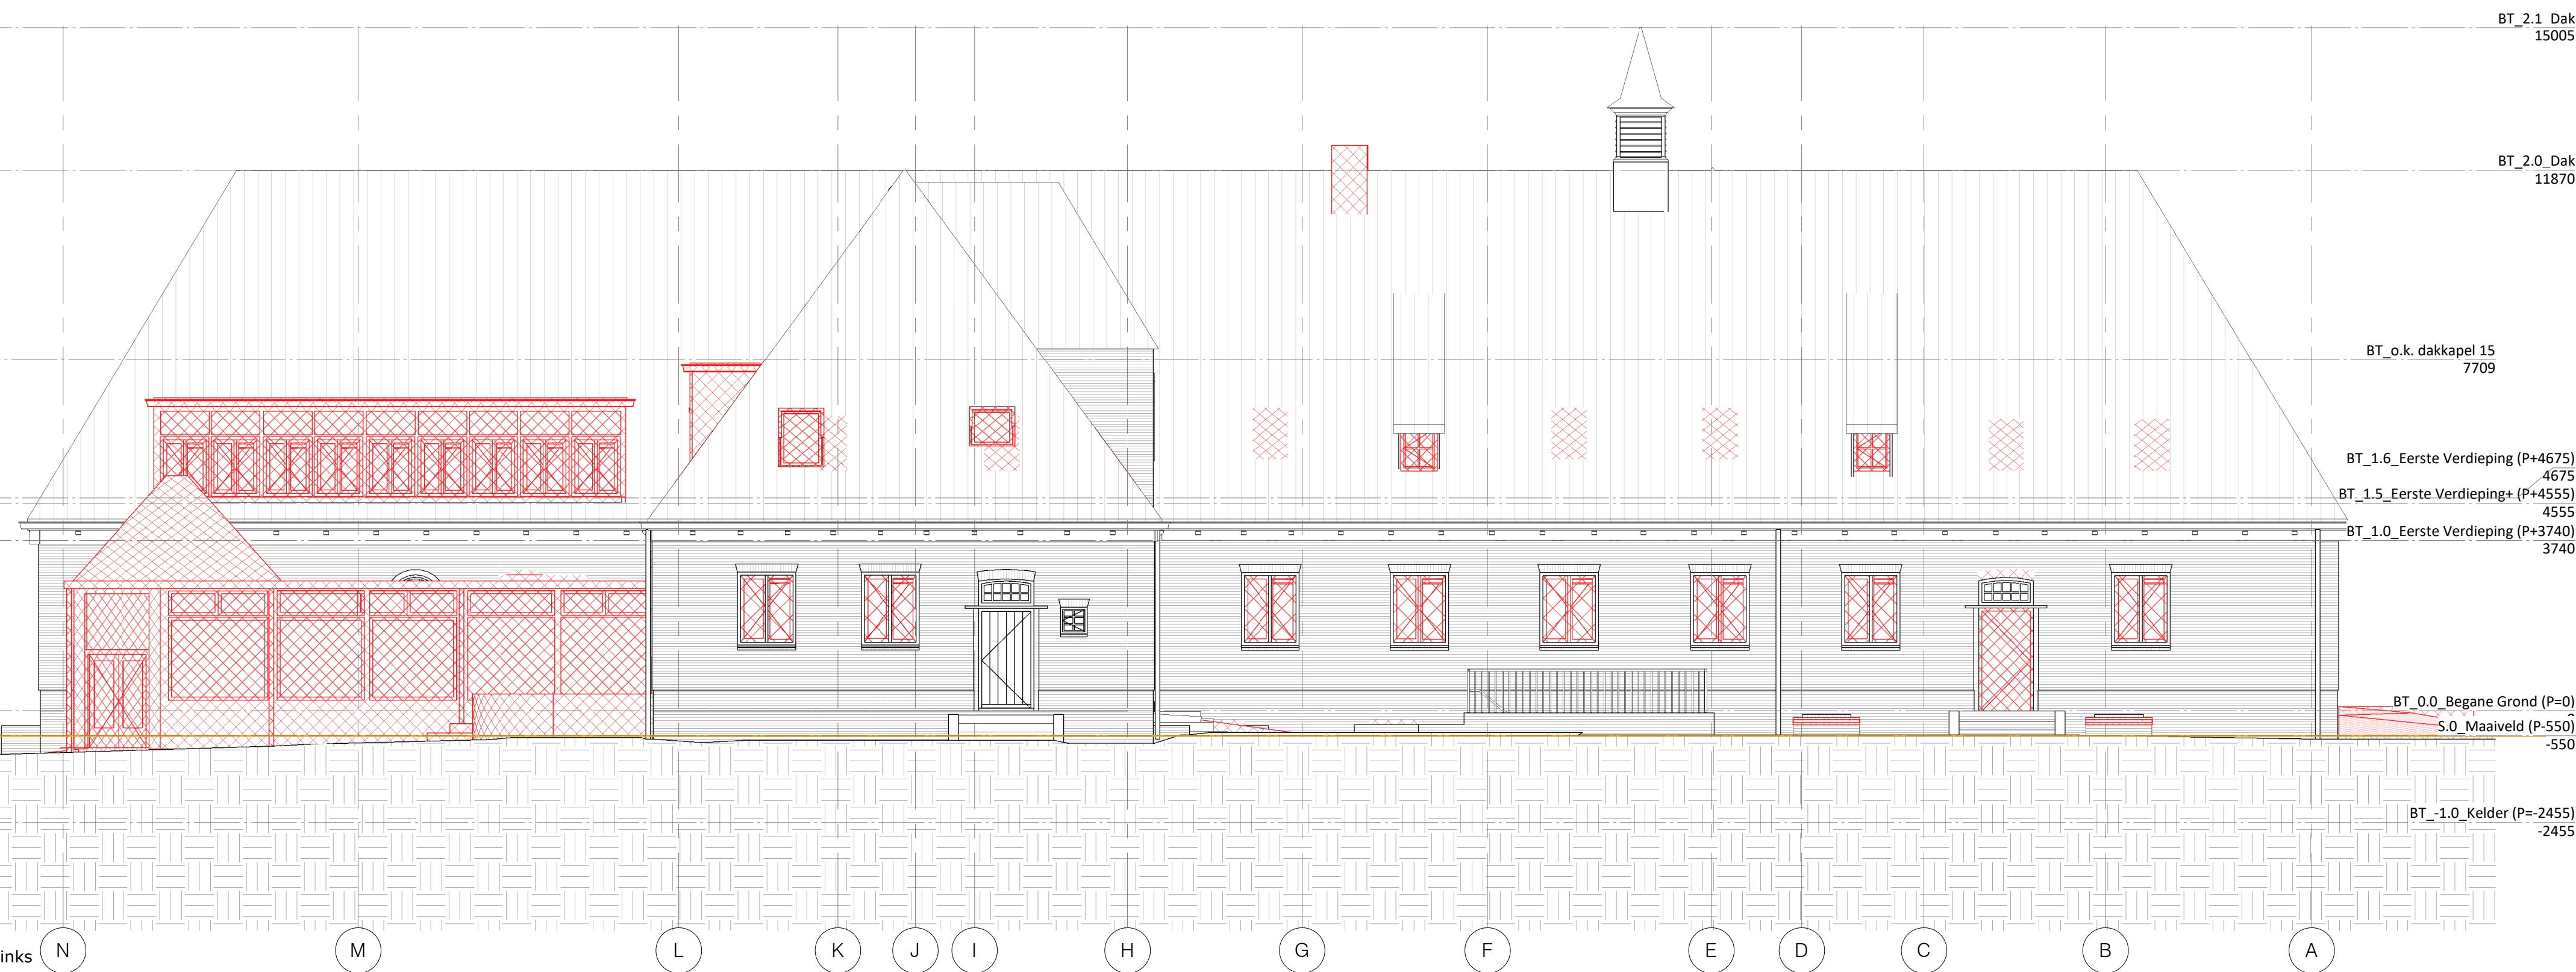 BT_2.1 Dak
15005
BT_2.0_Dak
11870
BT_o.k. dakkapel 15
7709
BT_1.6_Eerste Verdieping (P+4675)
4675
BT_1.5_Eerste Verdieping+ (P+4555)
4555
BT_1.0_Eerste Verdieping (P+3740)
3740
BT_0.0_Begane Grond (P=0)
S.0_Maaiveld (P-550)
-550
BT_-1.0_Kelder (P=-2455)
-2455
inks N M L K J I H G F E D C B A